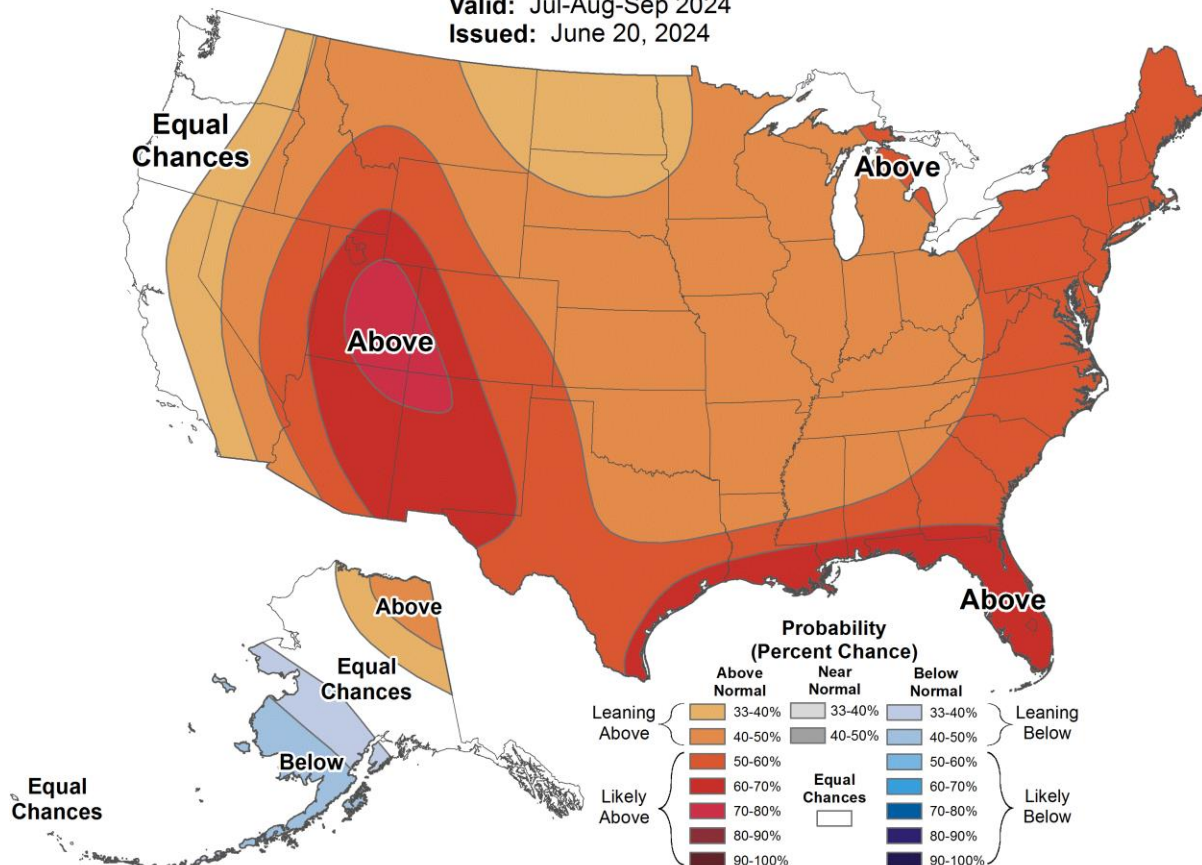 Valid: Jul-Aug-Sep 2024
Issued: June 20, 2024
Equal
Chances
Above
Above
Above
Above
Equal
Chances
Below
Equal
Chances
Probability
(Percent Chance)
Above
Normal
Near
Normal
Below
Normal
Leaning
Above
33-40%
33-40%
33-40%
Leaning
Below
40-50%
40-50%
40-50%
50-60%
50-60%
Likely
Above
60-70%
Equal
Chances
60-70%
Likely
Below
70-80%
70-80%
80-90%
80-90%
90-100%
90-100%